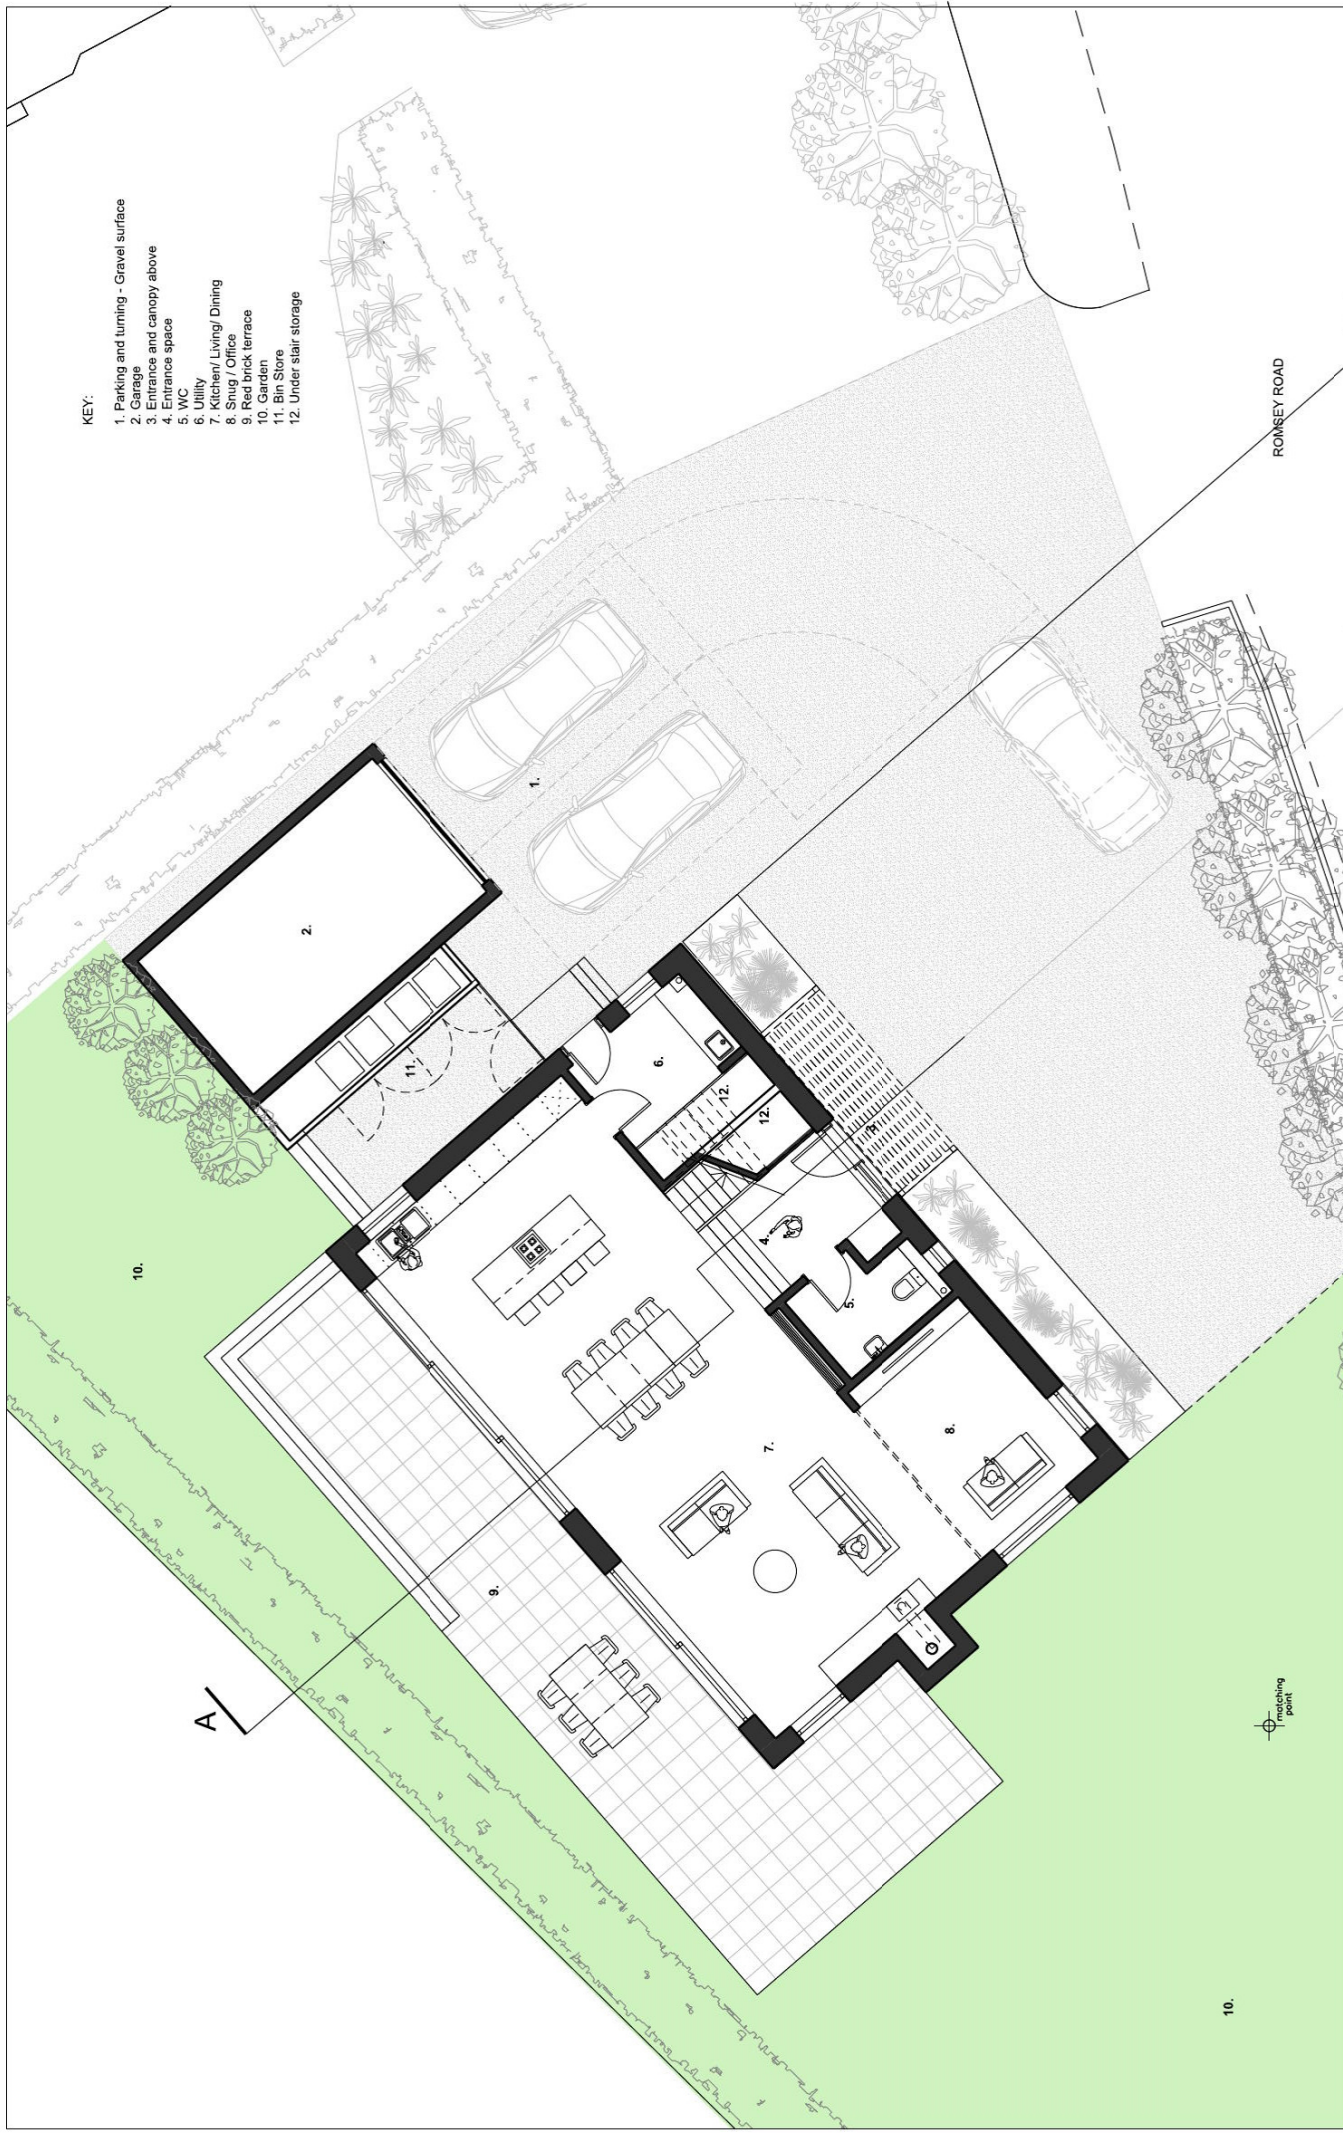 KEY:
1. Parking and turning - Gravel surface
2. Garage
3. Entrance and canopy above
4. Entrance space
5. WC
6. Utility
7. Kitchen/ Living/ Dining
8. Snug / Office
9. Red brick terrace
10. Garden
11. Bin Store
12. Under stair storage
ROMSEY ROAD
1.
2.
11.
6.
12.
12.
3.
10.
4.
5.
7.
8.
9.
A
matching
point
10.